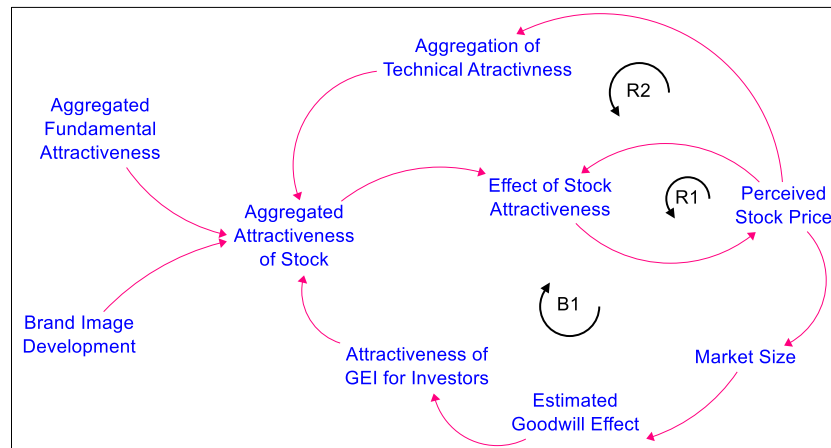 Aggregation of
Technical Atractivness
R2
Aggregated
Fundamental
Attractiveness
Effect of Stock
Attractiveness
R1
Perceived
Stock Price
Aggregated
Attractiveness
of Stock
B1
Brand Image
Development
Attractiveness of
GEI for Investors
Market Size
Estimated
Goodwill Effect